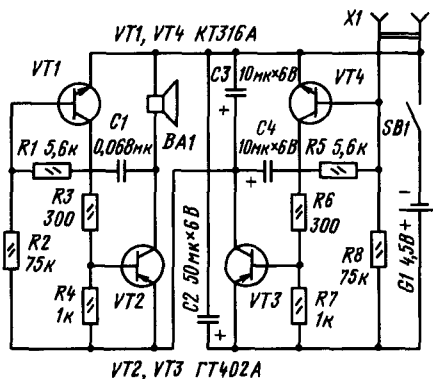 VT1, VT4 КТ316А
X1
VT1
C3
10мк×6В
VT4
C1
0,068мк
BA1
C4
10мк×6В
SB1
R1 5,6к
R5 5,6к
R3
300
R6
300
R2
75к
C2 50мк×6В
R8
75к
G1 4,5В
R4
1к
VT2
VT3
R7
1к
VT2, VT3 ГТ402А